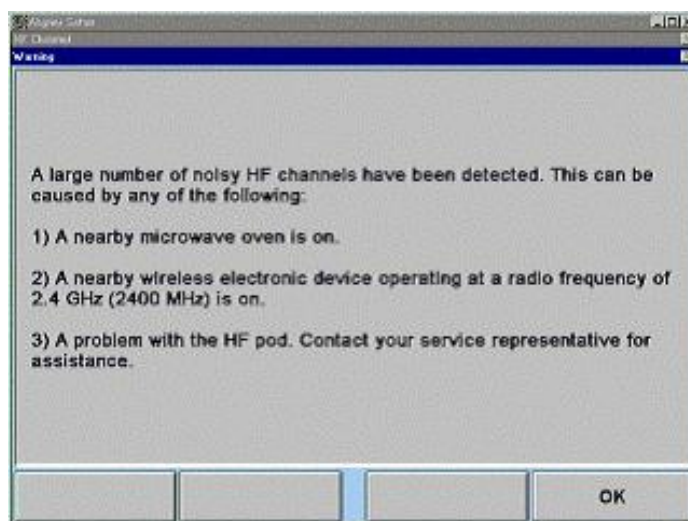 HF Channel
Warning
A large number of noisy HF channels have been detected. This can be
caused by any of the following:
1) A nearby microwave oven is on.
2) A nearby wireless electronic device operating at a radio frequency of
2.4 GHz (2400 MHz) is on.
3) A problem with the HF pod. Contact your service representative for
assistance.
OK